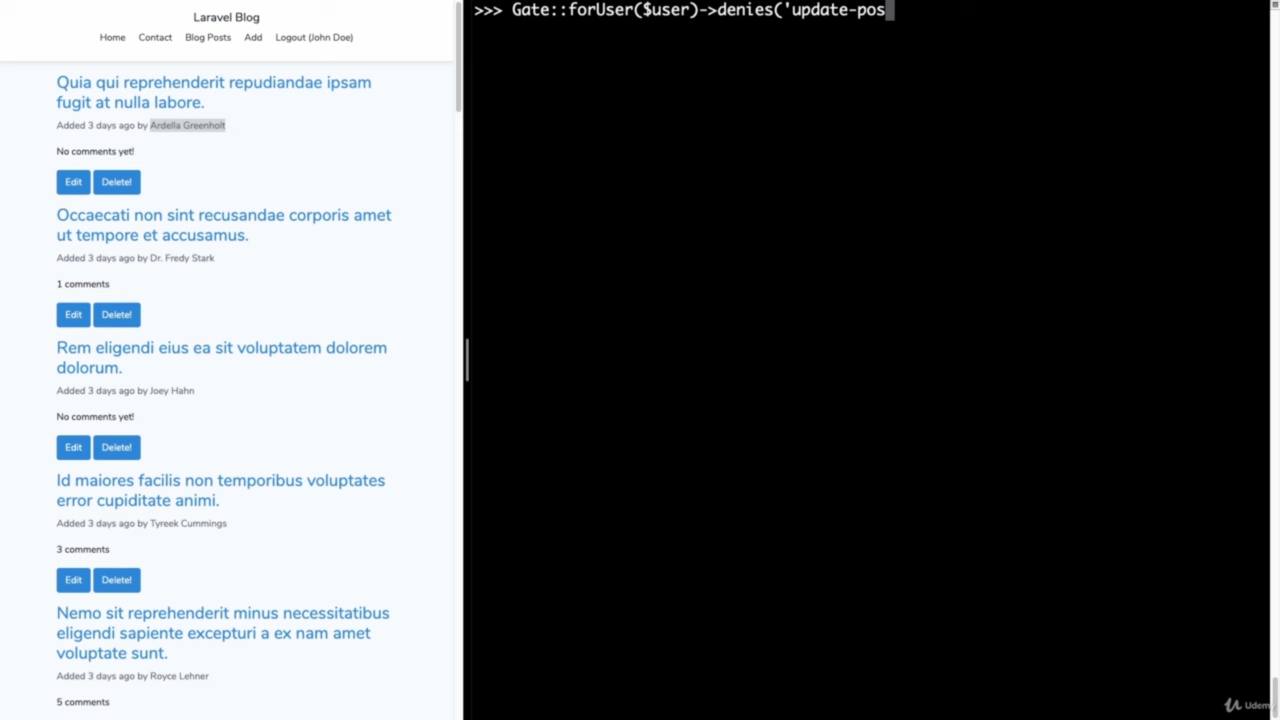 Laravel Blog
Home Contact Blog Posts Add Logout (John Doe)
Quia qui reprehenderit repudiandae ipsam
fugit at nulla labore.
Added 3 days ago by Ardella Greenholt
No comments yet!
Edit Delete!
Occaecati non sint recusandae corporis amet
ut tempore et accusamus.
Added 3 days ago by Dr. Fredy Stark
1 comments
Edit Delete!
Rem eligendi eius ea sit voluptatem dolorem
dolorum.
Added 3 days ago by Joey Hahn
No comments yet!
Edit Delete!
Id maiores facilis non temporibus voluptates
error cupiditate animi.
Added 3 days ago by Tyreek Cummings
3 comments
Edit Delete!
Nemo sit reprehenderit minus necessitatibus
eligendi sapiente excepturi a ex nam amet
voluptate sunt.
Added 3 days ago by Royce Lehner
5 comments
>>> Gate::forUser($user)->denies('update-pos
Udemy